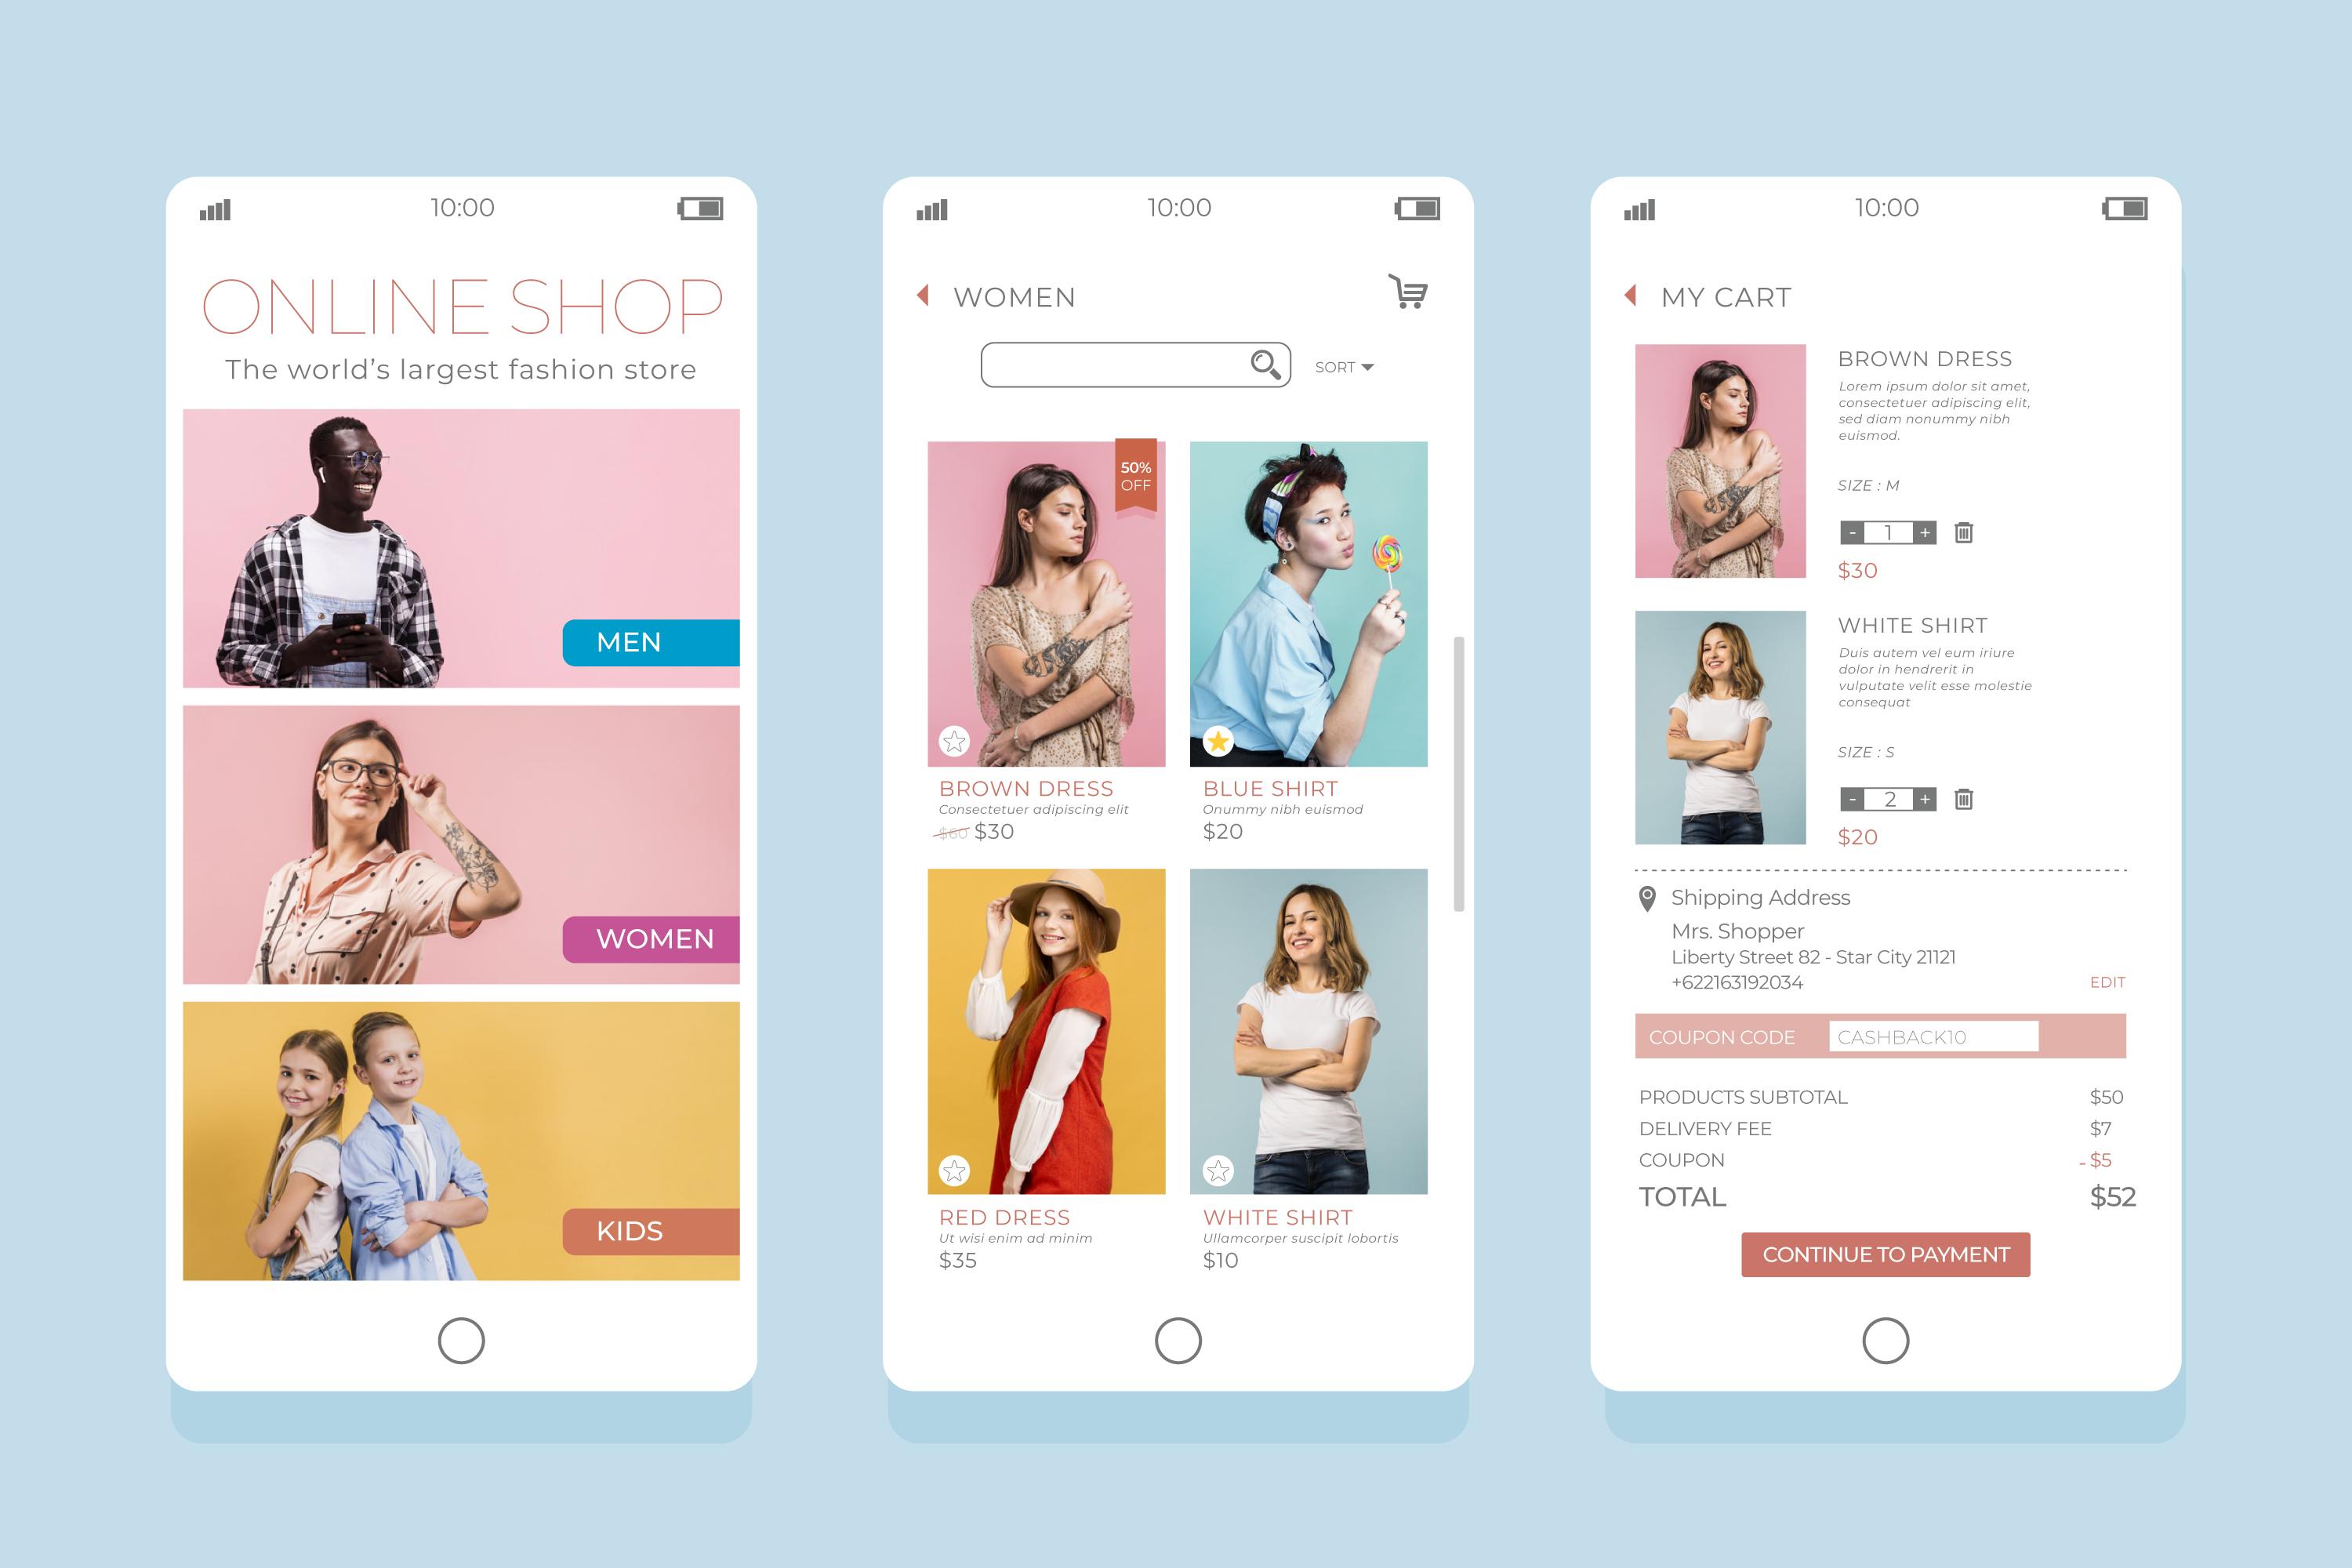 10:00
ONLINE SHOP
The world’s largest fashion store
MEN
WOMEN
KIDS
10:00
WOMEN
SORT
50%
OFF
BROWN DRESS
Consectetuer adipiscing elit
$60 $30
BLUE SHIRT
Onummy nibh euismod
$20
RED DRESS
Ut wisi enim ad minim
$35
WHITE SHIRT
Ullamcorper suscipit lobortis
$10
10:00
MY CART
BROWN DRESS
Lorem ipsum dolor sit amet,
consectetuer adipiscing elit,
sed diam nonummy nibh
euismod.
SIZE : M
- 1 +
$30
WHITE SHIRT
Duis autem vel eum iriure
dolor in hendrerit in
vulputate velit esse molestie
consequat
SIZE : S
- 2 +
$20
Shipping Address
Mrs. Shopper
Liberty Street 82 - Star City 21121
+622163192034
EDIT
COUPON CODE CASHBACK10
PRODUCTS SUBTOTAL $50
DELIVERY FEE $7
COUPON - $5
TOTAL $52
CONTINUE TO PAYMENT